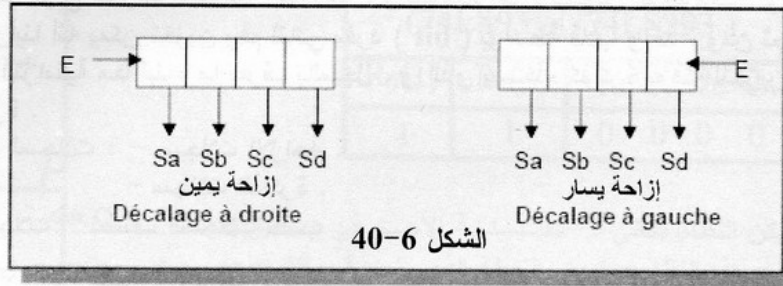 E
E
Sa Sb Sc Sd
Sa Sb Sc Sd
إزاحة يمين
إزاحة يسار
Décalage à droite
Décalage à gauche
الشكل 6-40